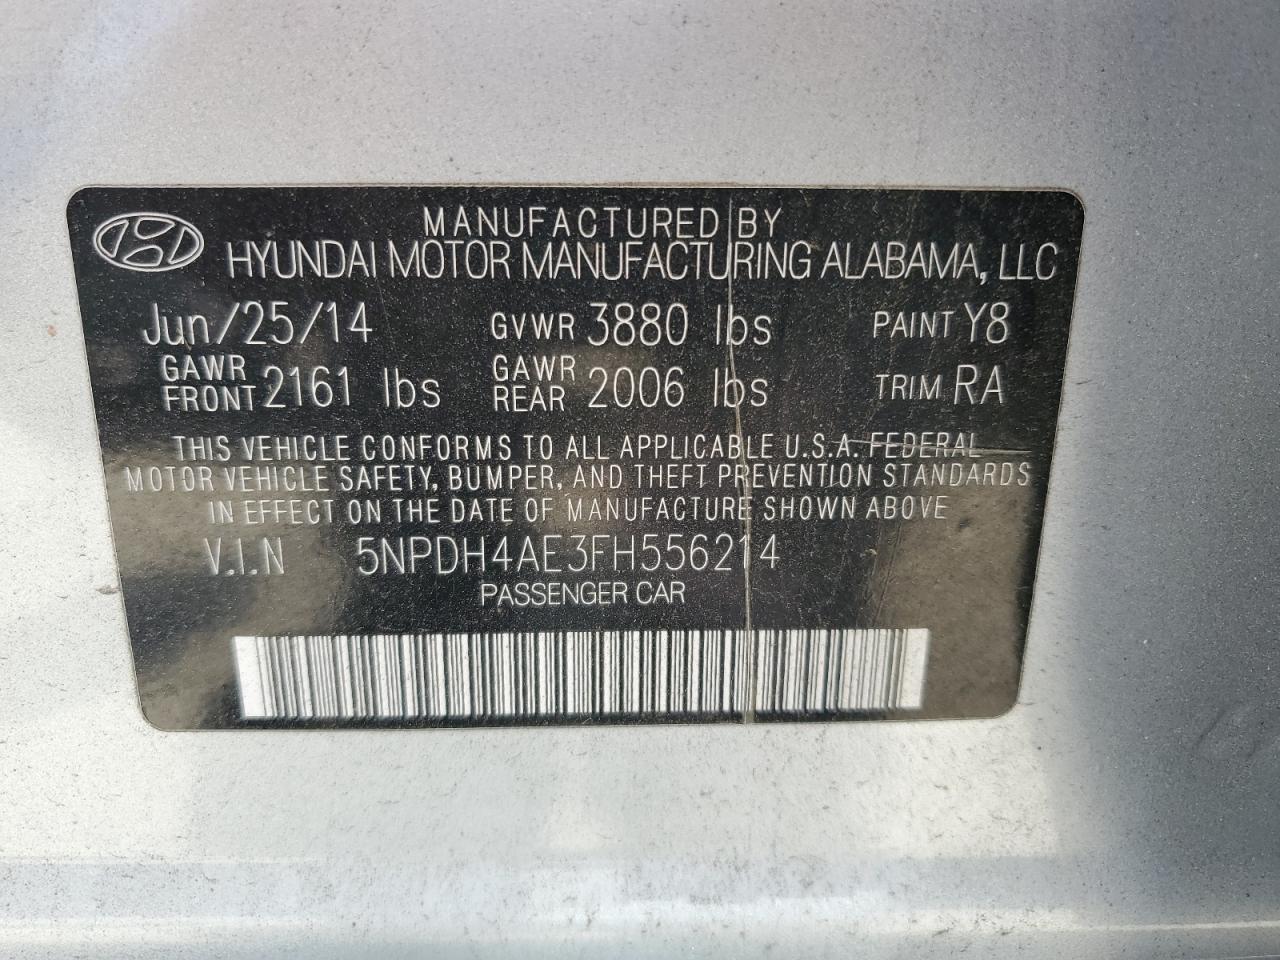 MANUFACTURED BY
HYUNDAI MOTOR MANUFACTURING ALABAMA, LLC
Jun/25/14 GVWR 3880 lbs PAINT Y8
GAWR FRONT 2161 lbs GAWR REAR 2006 lbs TRIM RA
THIS VEHICLE CONFORMS TO ALL APPLICABLE U.S.A. FEDERAL
MOTOR VEHICLE SAFETY, BUMPER, AND THEFT PREVENTION STANDARDS
IN EFFECT ON THE DATE OF MANUFACTURE SHOWN ABOVE
V.I.N 5NPDH4AE3FH556214
PASSENGER CAR